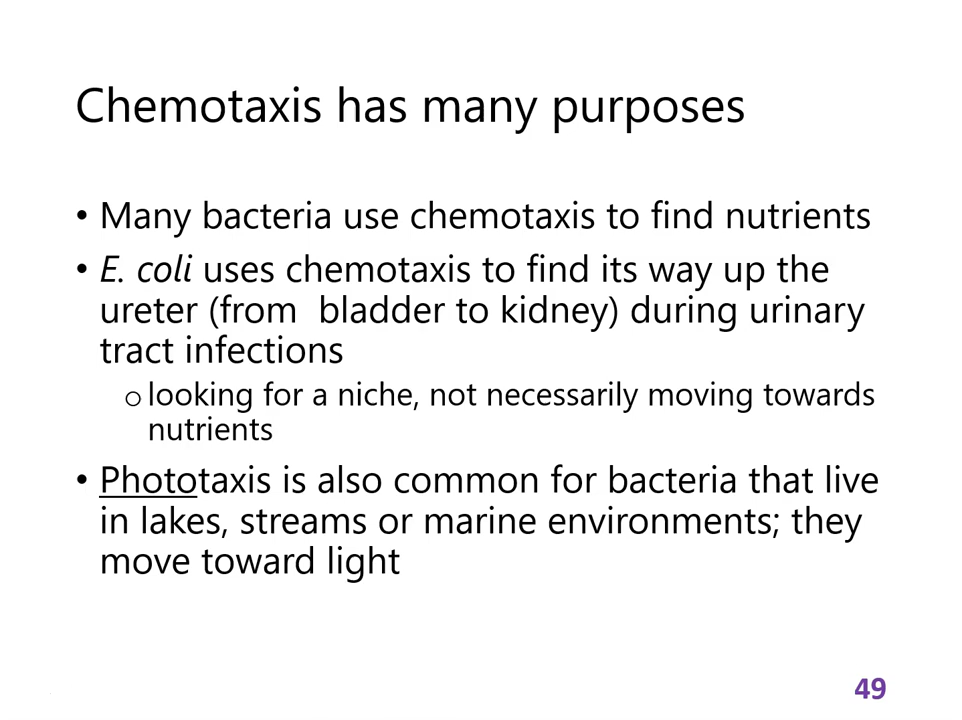 Chemotaxis has many purposes
• Many bacteria use chemotaxis to find nutrients
• E. coli uses chemotaxis to find its way up the
ureter (from  bladder to kidney) during urinary
tract infections
o looking for a niche, not necessarily moving towards
nutrients
• Phototaxis is also common for bacteria that live
in lakes, streams or marine environments; they
move toward light
49